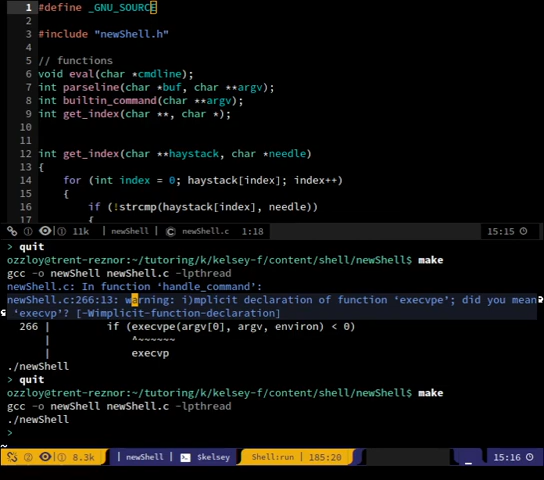 1 #define _GNU_SOURCE
2
3 #include "newShell.h"
4
5 // functions
6 void eval(char *cmdline);
7 int parseline(char *buf, char **argv);
8 int builtin_command(char **argv);
9 int get_index(char **, char *);
10
11
12 int get_index(char **haystack, char *needle)
13 {
14 for (int index = 0; haystack[index]; index++)
15 {
16 if (!strcmp(haystack[index], needle))
17 {
① 11k | newShell | C newShell.c 1:18 15:15
> quit
ozzloy@trent-reznor:~/tutoring/k/kelsey-f/content/shell/newShell$ make
gcc -o newShell newShell.c -lpthread
newShell.c: In function ‘handle_command’:
newShell.c:266:13: warning: i)mplicit declaration of function ‘execvpe’; did you mean
‘execvp’? [-Wimplicit-function-declaration]
266 | if (execvpe(argv[0], argv, environ) < 0)
| ^~~~~~~
| execvp
./newShell
> quit
ozzloy@trent-reznor:~/tutoring/k/kelsey-f/content/shell/newShell$ make
gcc -o newShell newShell.c -lpthread
./newShell
>
~
② ① 8.3k | newShell $kelsey Shell:run | 185:20 15:16